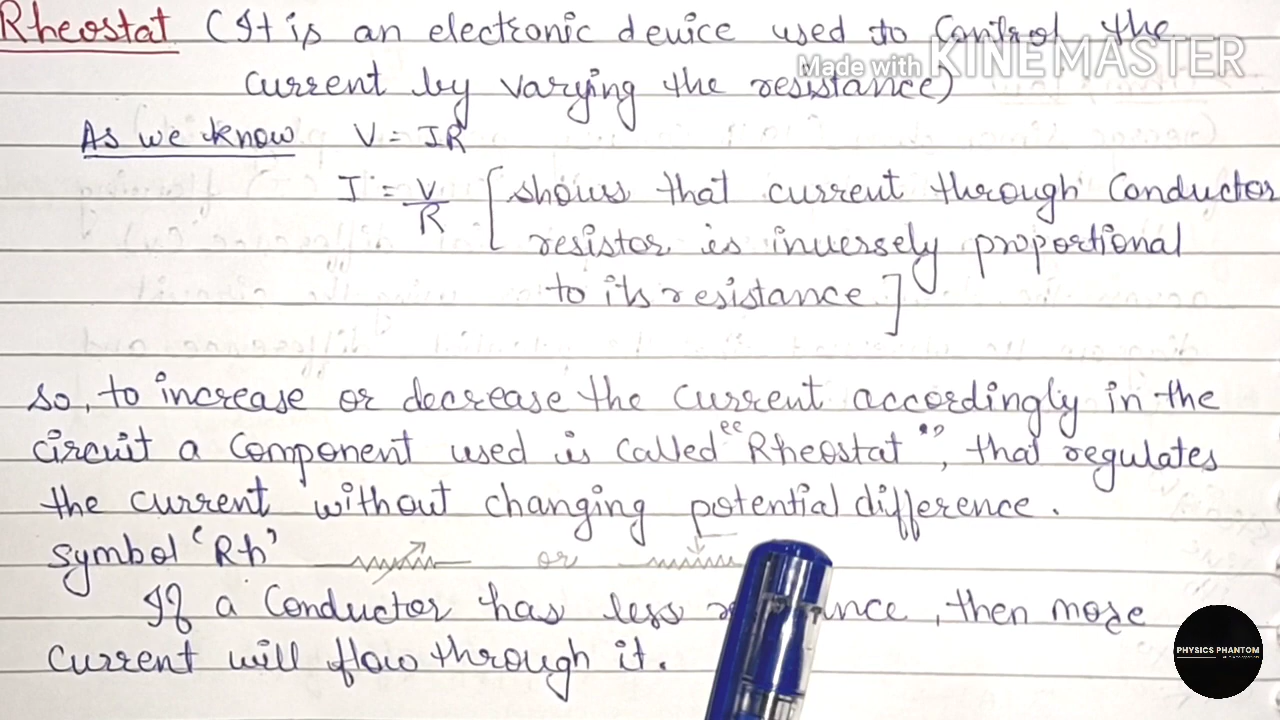 Rheostat (It is an electronic device used to control the
Made with KINEMASTER
current by varying the resistance)
As we know V = IR
I = V/R [shows that current through conductor
resistor is inversely proportional
to its resistance]
so, to increase or decrease the current accordingly in the
circuit a component used is called "Rheostat", that regulates
the current without changing potential difference.
symbol 'Rh' or
If a conductor has less, then more
current will flow through it.
PHYSICS PHANTOM